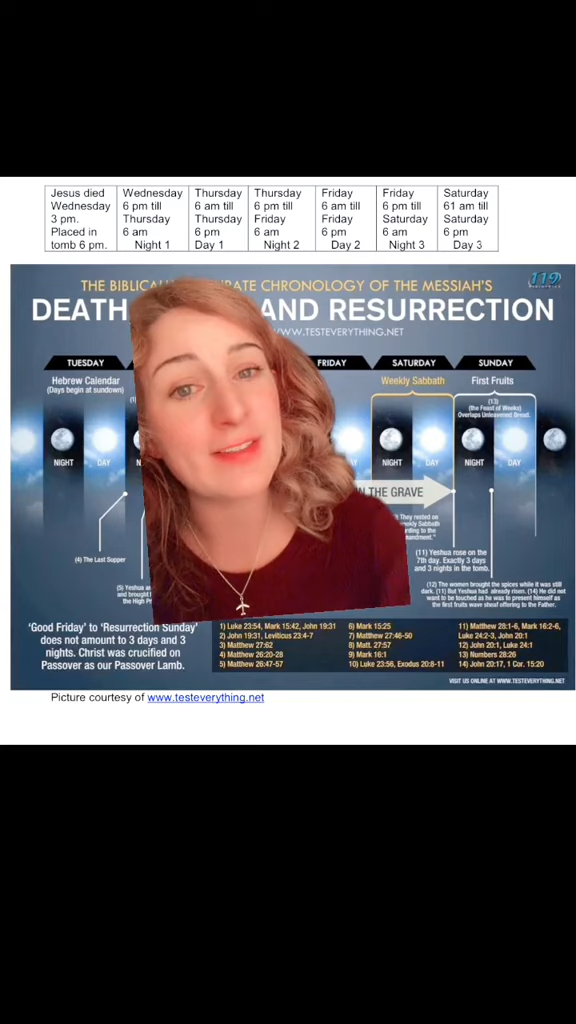 Jesus died Wednesday 3 pm. Placed in tomb 6 pm.
Wednesday 6 pm till Thursday 6 am Night 1
Thursday 6 am till Thursday 6 pm Day 1
Thursday 6 pm till Friday 6 am Night 2
Friday 6 am till Friday 6 pm Day 2
Friday 6 pm till Saturday 6 am Night 3
Saturday 61 am till Saturday 6 pm Day 3
119
THE CHRONOLOGY OF THE MESSIAH'S
DEATH AND RESURRECTION
WWW.TESTEVERYTHING.NET
TUESDAY
FRIDAY
SATURDAY
SUNDAY
Hebrew Calendar
(Days begin at sundown)
Weekly Sabbath
First Fruits
(13)
(the Feast of Weeks)
Overlaps Unleavened Bread.
NIGHT
DAY
NIGHT
DAY
NIGHT
DAY
THE GRAVE
They rested on
Sabbath
to the
(4) The Last Supper
(11) Yeshua rose on the
7th day. Exactly 3 days
and 3 nights in the tomb.
(5) Yeshua
and brought
the High
(12) The women brought the spices while it was still
dark. (11) But Yeshua had already risen. (14) He did not
want to be touched as he was to present himself as
the first fruits wave sheaf offering to the Father.
'Good Friday' to 'Resurrection Sunday'
does not amount to 3 days and 3
nights. Christ was crucified on
Passover as our Passover Lamb.
1) Luke 23:54, Mark 15:42, John 19:31
2) John 19:31, Leviticus 23:4-7
3) Matthew 27:62
4) Matthew 26:20-28
5) Matthew 26:47-57
6) Mark 15:25
7) Matthew 27:46-50
8) Matt. 27:57
9) Mark 16:1
10) Luke 23:56, Exodus 20:8-11
11) Matthew 28:1-6, Mark 16:2-6,
Luke 24:2-3, John 20:1
12) John 20:1, Luke 24:1
13) Numbers 28:26
14) John 20:17, 1 Cor. 15:20
VISIT US ONLINE AT WWW.TESTEVERYTHING.NET
Picture courtesy of www.testeverything.net